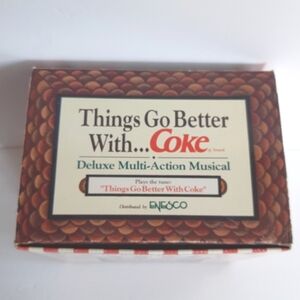 Things Go Better
With...Coke
Deluxe Multi-Action Musical
Plays the tune:
"Things Go Better With Coke"
Distributed by ENESCO